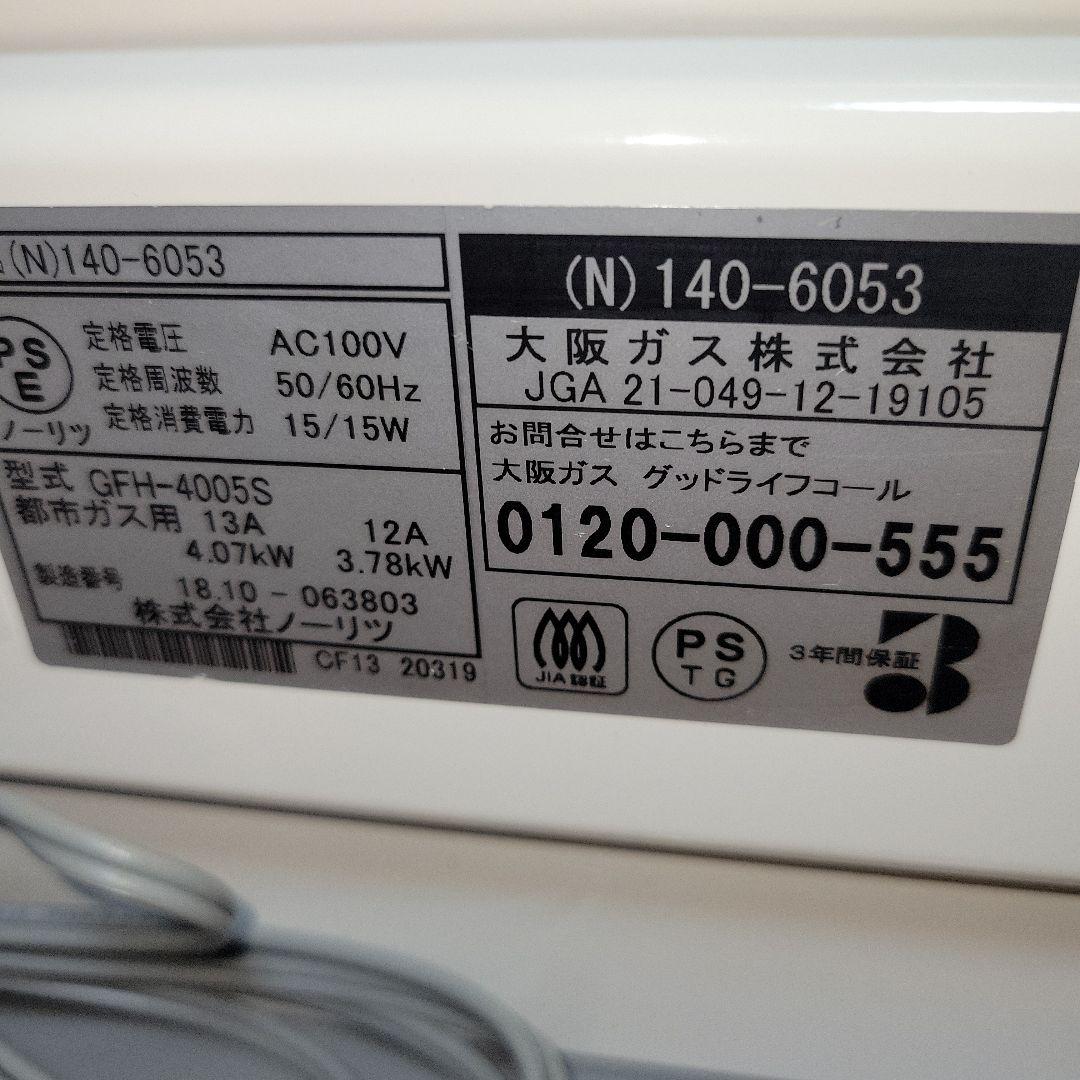 (N)140-6053
PS
E
定格電圧 AC100V
定格周波数 50/60Hz
定格消費電力 15/15W
ノーリツ
型式 GFH-4005S
都市ガス用 13A 12A
4.07kW 3.78kW
製造番号 18.10 - 063803
株式会社ノーリツ
CF13 20319
(N)140-6053
大阪ガス株式会社
JGA 21-049-12-19105
お問合せはこちらまで
大阪ガス グッドライフコール
0120-000-555
JIA 認証
PS
TG
3年間保証
3